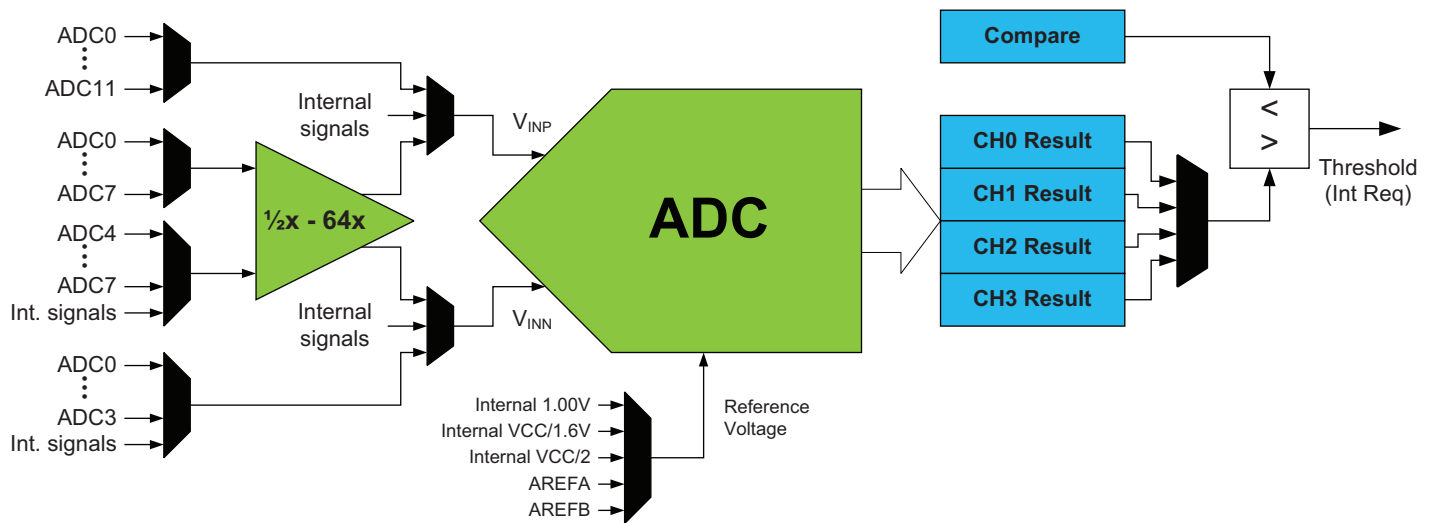 ADC0
ADC11
ADC0
ADC7
ADC4
ADC7
Int. signals
ADC0
ADC3
Int. signals
½x - 64x
Internal
signals
Internal
signals
VINP
VINN
ADC
Internal 1.00V
Internal VCC/1.6V
Internal VCC/2
AREFA
AREFB
Reference
Voltage
Compare
CH0 Result
CH1 Result
CH2 Result
CH3 Result
<
>
Threshold
(Int Req)